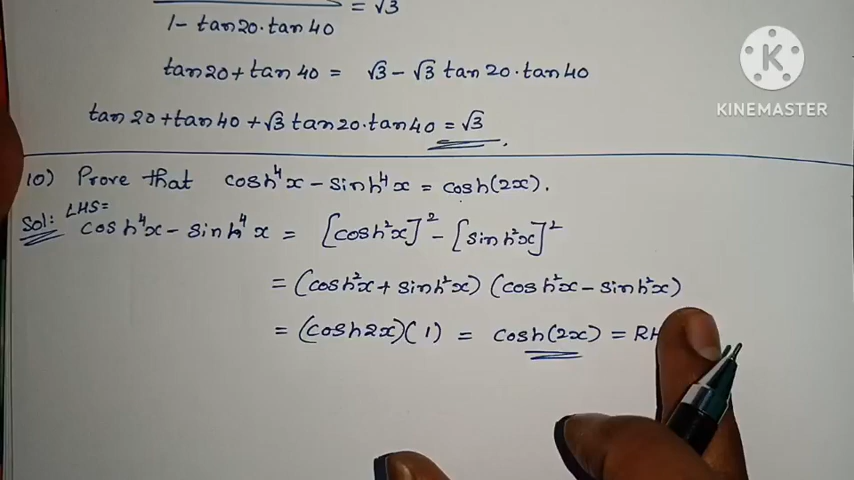 = √3
1 - tan20·tan40
tan20 + tan40 = √3 - √3 tan20·tan40
tan20 + tan40 + √3 tan20·tan40 = √3
KINEMASTER
10) Prove that cosh⁴x - sinh⁴x = cosh(2x).
Sol: LHS=
cosh⁴x - sinh⁴x = [cosh²x]² - [sinh²x]²
= (cosh²x + sinh²x) (cosh²x - sinh²x)
= (cosh2x)(1) = cosh(2x) = RH